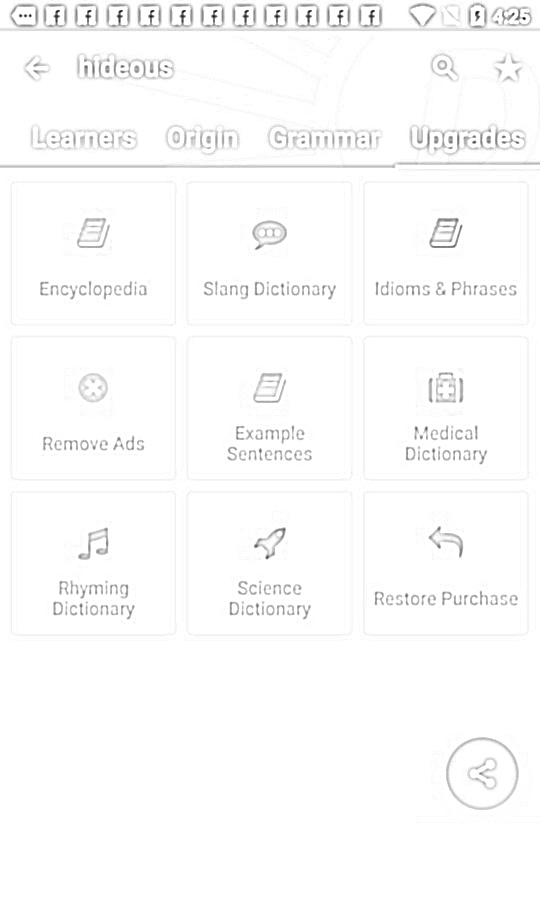 4:25
hideous
Learners Origin Grammar Upgrades
Encyclopedia Slang Dictionary Idioms & Phrases
Remove Ads Example Sentences Medical Dictionary
Rhyming Dictionary Science Dictionary Restore Purchase